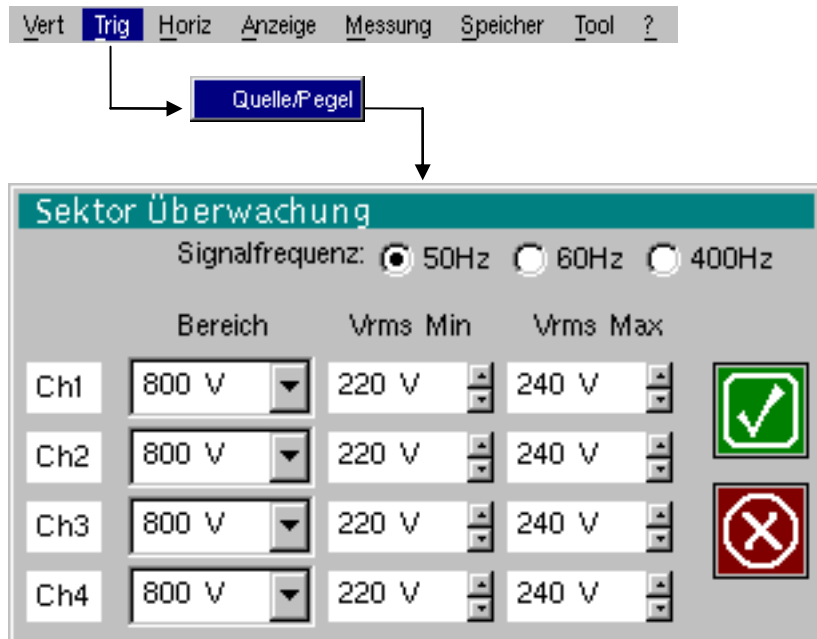 Vert Trig Horiz Anzeige Messung Speicher Tool ?
Quelle/Pegel
Sektor Überwachung
Signalfrequenz: 50Hz 60Hz 400Hz
Bereich Vrms Min Vrms Max
Ch1 800 V 220 V 240 V
Ch2 800 V 220 V 240 V
Ch3 800 V 220 V 240 V
Ch4 800 V 220 V 240 V